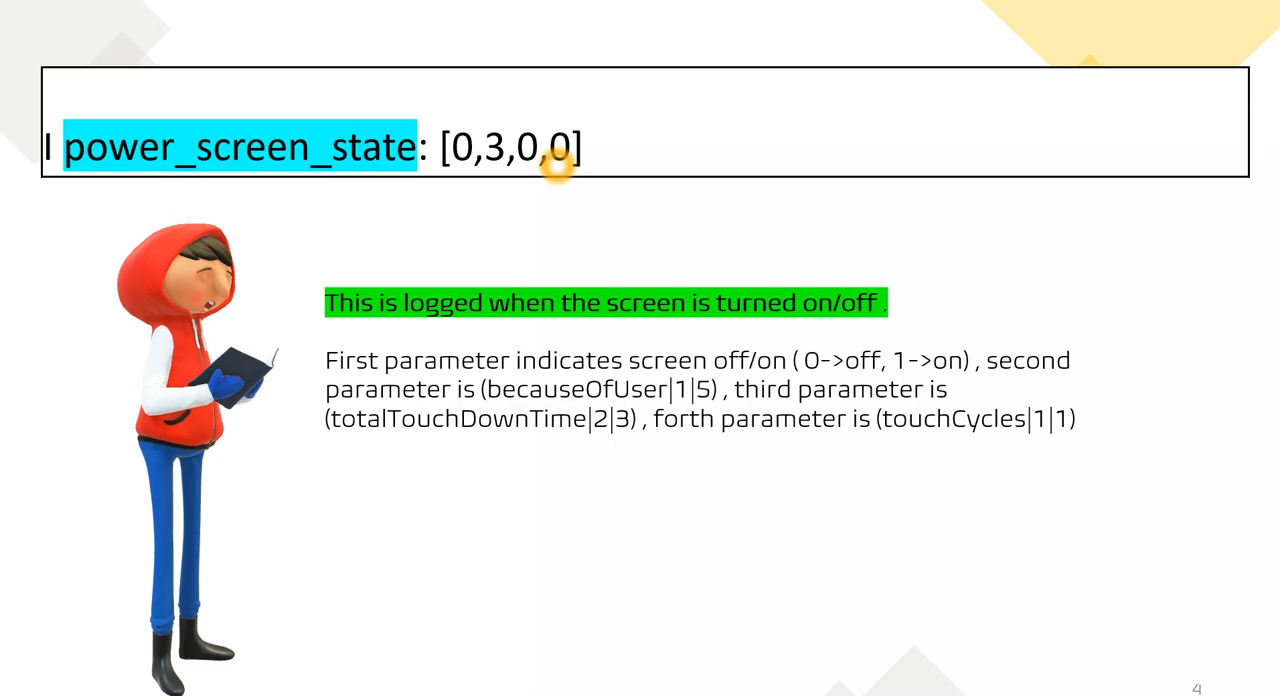 I power_screen_state: [0,3,0,0]
This is logged when the screen is turned on/off .
First parameter indicates screen off/on ( 0->off, 1->on) , second
parameter is (becauseOfUser|1|5) , third parameter is
(totalTouchDownTime|2|3) , forth parameter is (touchCycles|1|1)
4